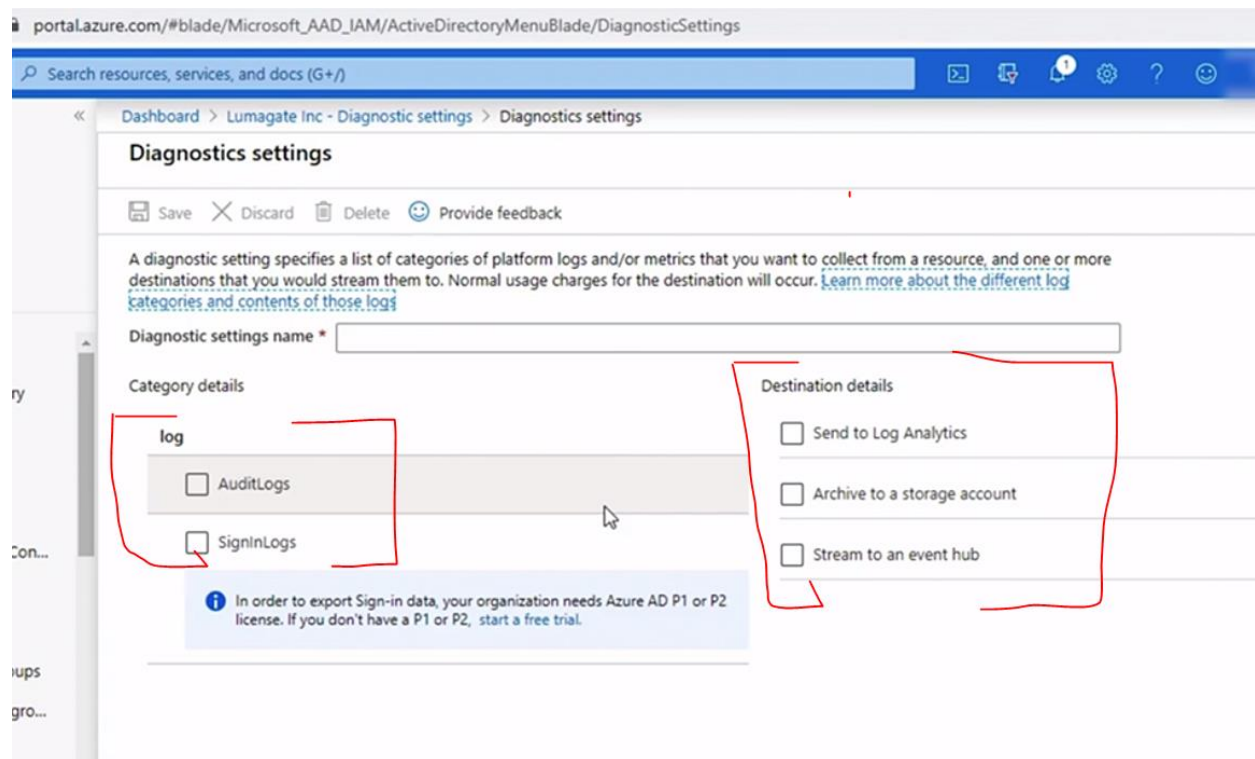 portal.azure.com/#blade/Microsoft_AAD_IAM/ActiveDirectoryMenuBlade/DiagnosticSettings
Search resources, services, and docs (G+/)
1
« Dashboard > Lumagate Inc - Diagnostic settings > Diagnostics settings
Diagnostics settings
Save Discard Delete Provide feedback
A diagnostic setting specifies a list of categories of platform logs and/or metrics that you want to collect from a resource, and one or more
destinations that you would stream them to. Normal usage charges for the destination will occur. Learn more about the different log
categories and contents of those logs
Diagnostic settings name *
ry
Category details
Destination details
log
Send to Log Analytics
AuditLogs
Archive to a storage account
SignInLogs
Con...
Stream to an event hub
In order to export Sign-in data, your organization needs Azure AD P1 or P2
license. If you don't have a P1 or P2, start a free trial.
ups
gro...